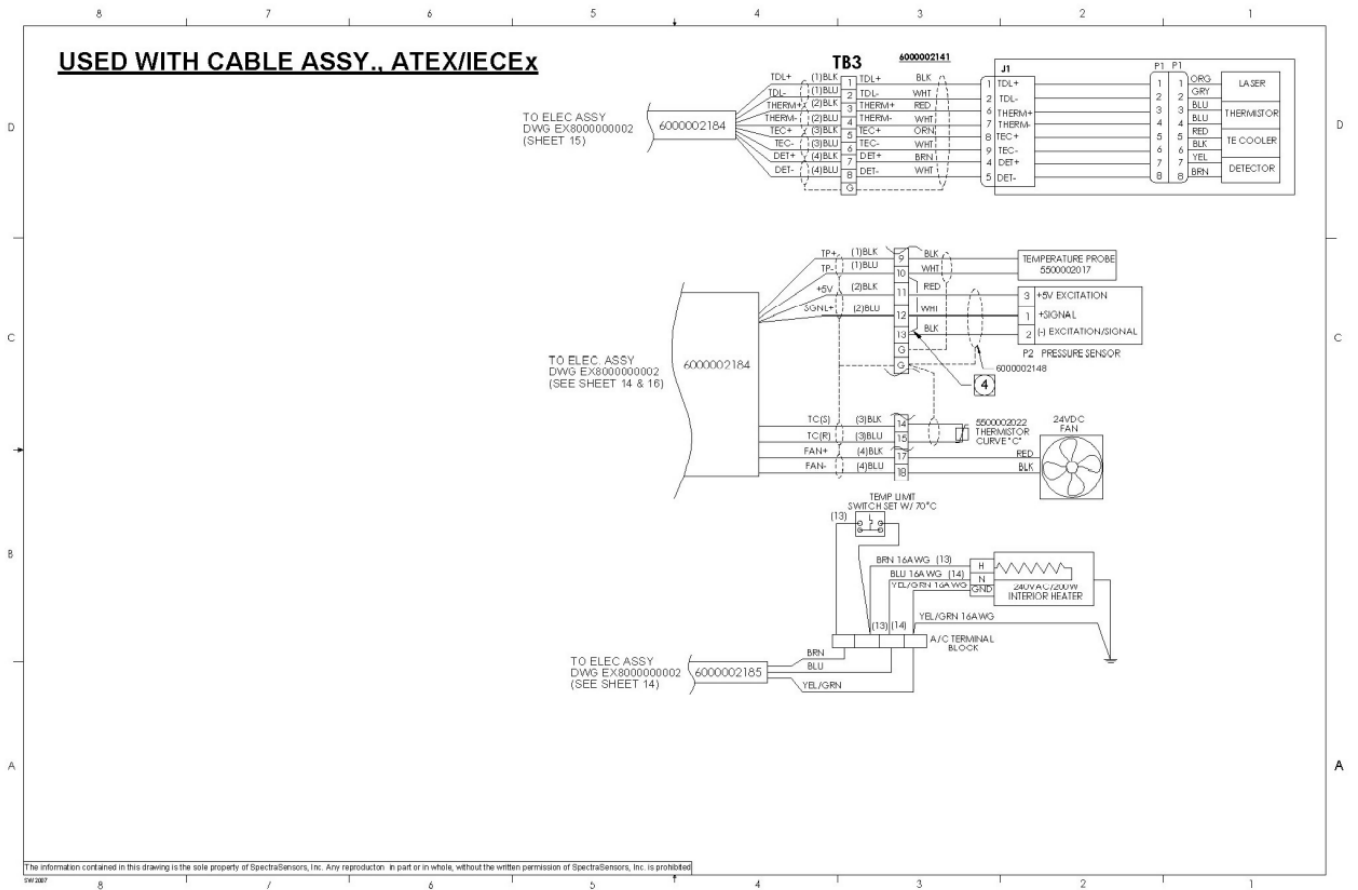 8 7 6 5 4 3 2 1
USED WITH CABLE ASSY., ATEX/IECEx
TB3
6000002141
J1
P1 P1
TO ELEC ASSY
DWG EX8000000002
(SHEET 15)
6000002184
TDL+ (1)BLK 1 TDL+ BLK 1 TDL+ 1 1 ORG
TDL- (1)BLU 2 TDL- WHT 2 TDL- 2 2 GRY
LASER
THERM+ (2)BLK 3 THERM+ RED 6 THERM+ 3 3 BLU
THERM- (2)BLU 4 THERM- WHT 7 THERM- 4 4 BLU
THERMISTOR
TEC+ (3)BLK 5 TEC+ ORN 8 TEC+ 5 5 RED
TEC- (3)BLU 6 TEC- WHT 9 TEC- 6 6 BLK
TE COOLER
DET+ (4)BLK 7 DET+ BRN 4 DET+ 7 7 YEL
DET- (4)BLU 8 DET- WHT 5 DET- 8 8 BRN
DETECTOR
G
D D
TP+ (1)BLK 9 BLK
TP- (1)BLU 10 WHT
TEMPERATURE PROBE
5500002017
+5V (2)BLK 11 RED 3 +5V EXCITATION
SGNL+ (2)BLU 12 WHT 1 +SIGNAL
13 BLK 2 (-) EXCITATION/SIGNAL
G
G
P2 PRESSURE SENSOR
6000002148
4
C C
TO ELEC. ASSY
DWG EX8000000002
(SEE SHEET 14 & 16)
6000002184
TC(S) (3)BLK 14
TC(R) (3)BLU 15
5500002022
THERMISTOR
CURVE "C"
24VDC
FAN
FAN+ (4)BLK 17 RED
FAN- (4)BLU 18 BLK
TEMP LIMIT
SWITCH SET W/ 70°C
(13)
B B
BRN 16AWG (13) H
BLU 16AWG (14) N
YEL/GRN 16AWG GND
240VAC/200W
INTERIOR HEATER
YEL/GRN 16AWG
(13) (14)
A/C TERMINAL
BLOCK
TO ELEC ASSY
DWG EX8000000002
(SEE SHEET 14)
6000002185
BRN
BLU
YEL/GRN
A A
The information contained in this drawing is the sole property of SpectraSensors, Inc. Any reproducton in part or in whole, without the written permission of SpectraSensors, Inc. is prohibited
SW2007
8 7 6 5 4 3 2 1